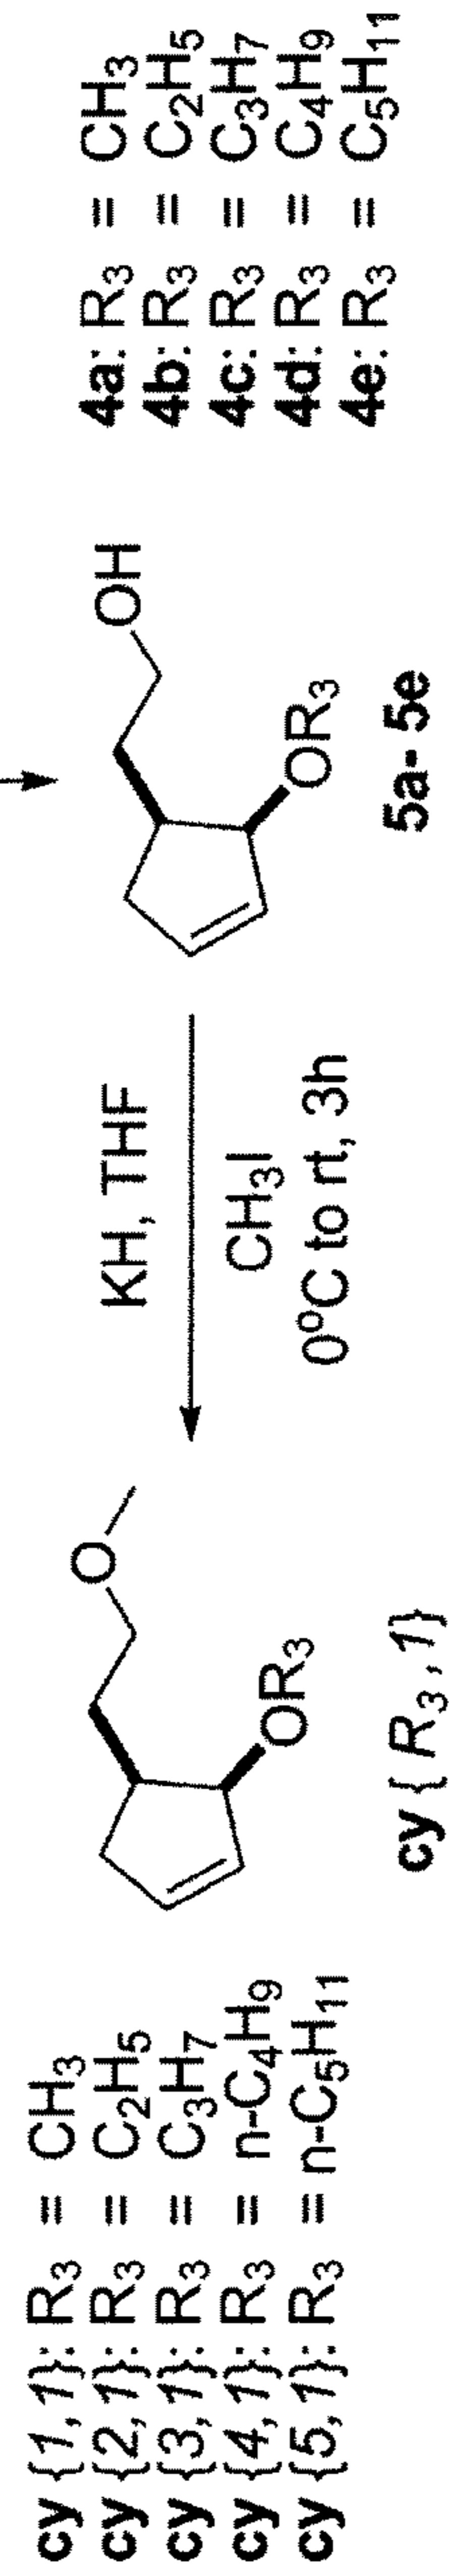 cy {1,1}: R₃ = CH₃
cy {2,1}: R₃ = C₂H₅
cy {3,1}: R₃ = C₃H₇
cy {4,1}: R₃ = n-C₄H₉
cy {5,1}: R₃ = n-C₅H₁₁
O
OR₃
cy { R₃ , 1}
KH, THF
CH₃I
0°C to rt, 3h
OH
OR₃
5a- 5e
4a: R₃ = CH₃
4b: R₃ = C₂H₅
4c: R₃ = C₃H₇
4d: R₃ = C₄H₉
4e: R₃ = C₅H₁₁